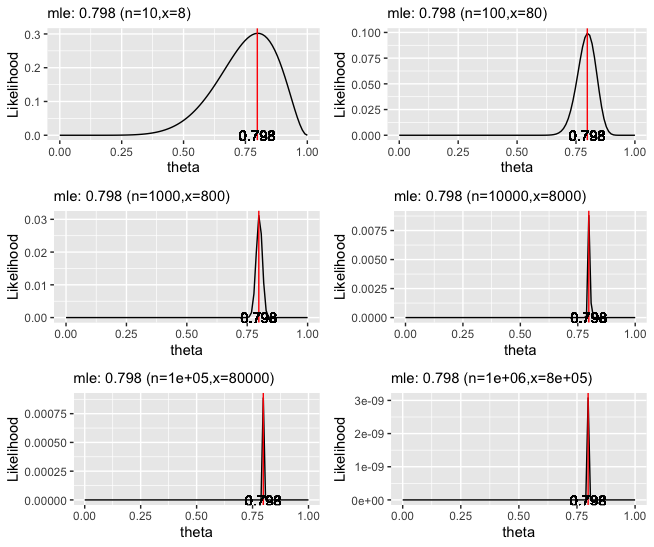 mle: 0.798 (n=10,x=8)
Likelihood
0.3
0.2
0.1
0.0
0.798
0.00 0.25 0.50 0.75 1.00
theta
mle: 0.798 (n=100,x=80)
Likelihood
0.100
0.075
0.050
0.025
0.000
0.798
0.00 0.25 0.50 0.75 1.00
theta
mle: 0.798 (n=1000,x=800)
Likelihood
0.03
0.02
0.01
0.00
0.798
0.00 0.25 0.50 0.75 1.00
theta
mle: 0.798 (n=10000,x=8000)
Likelihood
0.0075
0.0050
0.0025
0.0000
0.798
0.00 0.25 0.50 0.75 1.00
theta
mle: 0.798 (n=1e+05,x=80000)
Likelihood
0.00075
0.00050
0.00025
0.00000
0.798
0.00 0.25 0.50 0.75 1.00
theta
mle: 0.798 (n=1e+06,x=8e+05)
Likelihood
3e-09
2e-09
1e-09
0e+00
0.798
0.00 0.25 0.50 0.75 1.00
theta